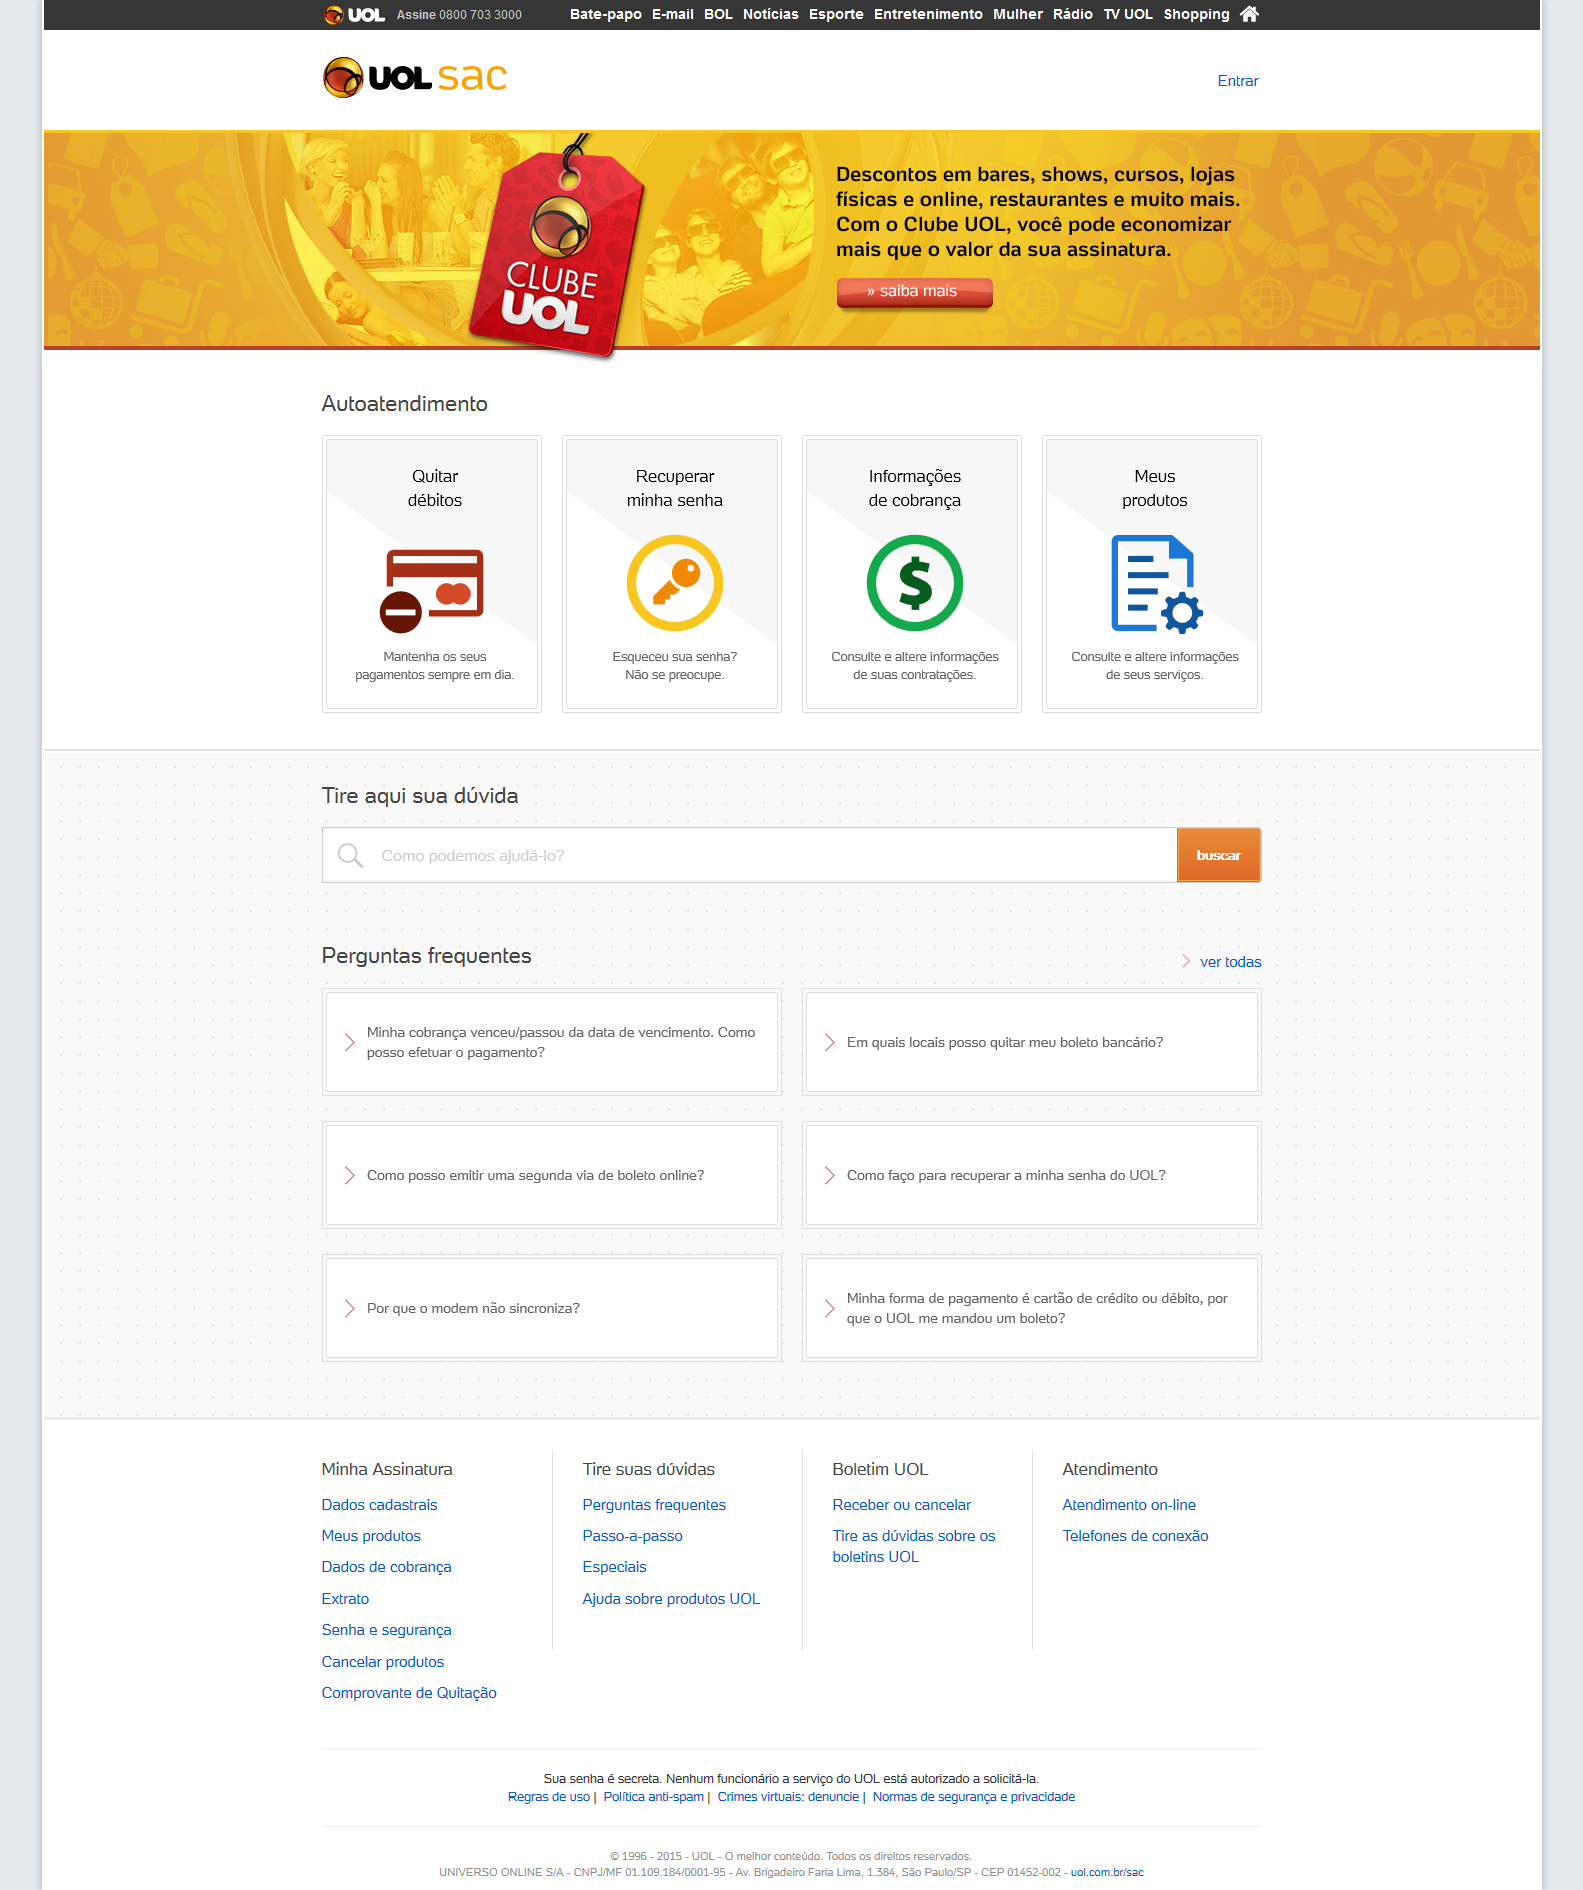 UOL Assine 0800 703 3000 Bate-papo E-mail BOL Notícias Esporte Entretenimento Mulher Rádio TV UOL Shopping
UOL sac
Entrar
Descontos em bares, shows, cursos, lojas
físicas e online, restaurantes e muito mais.
Com o Clube UOL, você pode economizar
mais que o valor da sua assinatura.
» saiba mais
CLUBE
UOL
Autoatendimento
Quitar
débitos
Mantenha os seus
pagamentos sempre em dia.
Recuperar
minha senha
Esqueceu sua senha?
Não se preocupe.
Informações
de cobrança
$
Consulte e altere informações
de suas contratações.
Meus
produtos
Consulte e altere informações
de seus serviços.
Tire aqui sua dúvida
Como podemos ajudá-lo?
buscar
Perguntas frequentes
ver todas
Minha cobrança venceu/passou da data de vencimento. Como
posso efetuar o pagamento?
Em quais locais posso quitar meu boleto bancário?
Como posso emitir uma segunda via de boleto online?
Como faço para recuperar a minha senha do UOL?
Por que o modem não sincroniza?
Minha forma de pagamento é cartão de crédito ou débito, por
que o UOL me mandou um boleto?
Minha Assinatura
Dados cadastrais
Meus produtos
Dados de cobrança
Extrato
Senha e segurança
Cancelar produtos
Comprovante de Quitação
Tire suas dúvidas
Perguntas frequentes
Passo-a-passo
Especiais
Ajuda sobre produtos UOL
Boletim UOL
Receber ou cancelar
Tire as dúvidas sobre os
boletins UOL
Atendimento
Atendimento on-line
Telefones de conexão
Sua senha é secreta. Nenhum funcionário a serviço do UOL está autorizado a solicitá-la.
Regras de uso | Política anti-spam | Crimes virtuais: denuncie | Normas de segurança e privacidade
© 1996 - 2015 - UOL - O melhor conteúdo. Todos os direitos reservados.
UNIVERSO ONLINE S/A - CNPJ/MF 01.109.184/0001-95 - Av. Brigadeiro Faria Lima, 1.384, São Paulo/SP - CEP 01452-002 - uol.com.br/sac